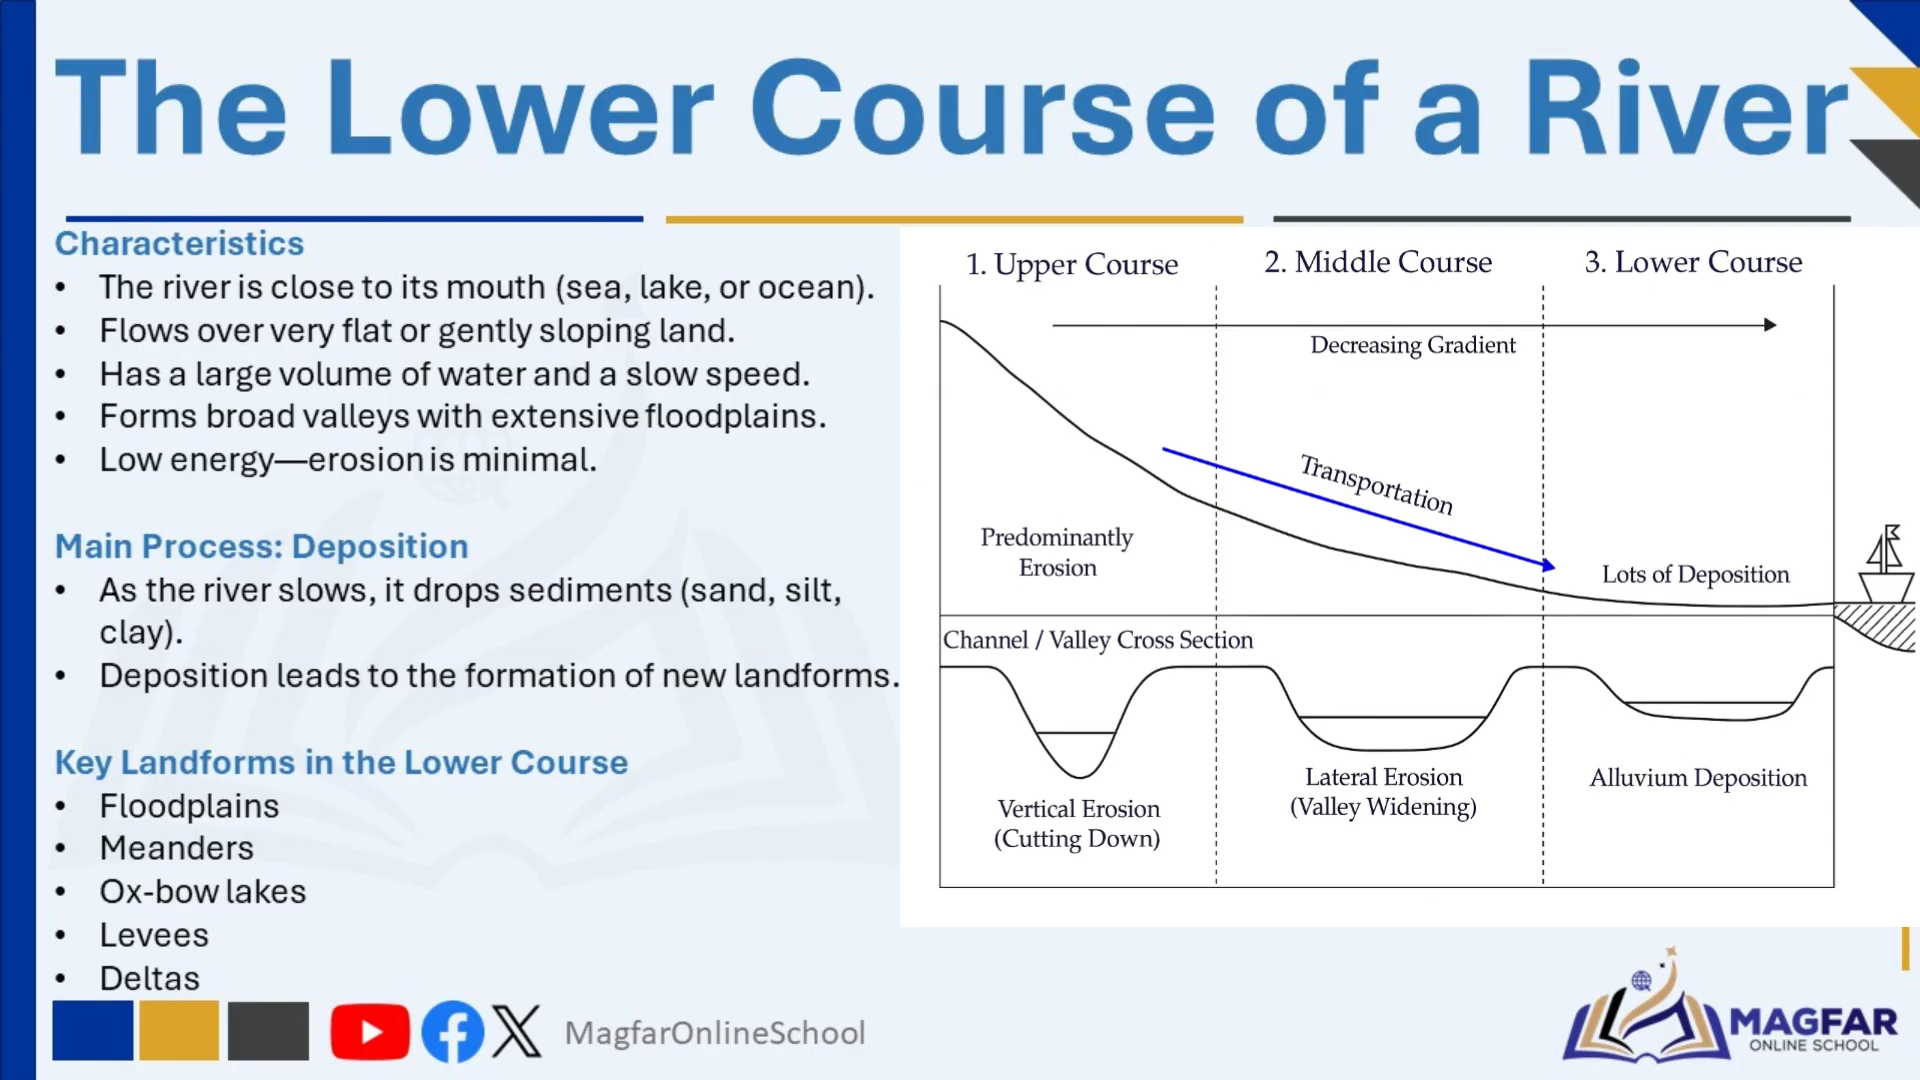 The Lower Course of a River
Characteristics
• The river is close to its mouth (sea, lake, or ocean).
• Flows over very flat or gently sloping land.
• Has a large volume of water and a slow speed.
• Forms broad valleys with extensive floodplains.
• Low energy—erosion is minimal.
Main Process: Deposition
• As the river slows, it drops sediments (sand, silt,
clay).
• Deposition leads to the formation of new landforms.
Key Landforms in the Lower Course
• Floodplains
• Meanders
• Ox-bow lakes
• Levees
• Deltas
1. Upper Course
2. Middle Course
3. Lower Course
Decreasing Gradient
Transportation
Predominantly
Erosion
Lots of Deposition
Channel / Valley Cross Section
Vertical Erosion
(Cutting Down)
Lateral Erosion
(Valley Widening)
Alluvium Deposition
MagfarOnlineSchool
MAGFAR
ONLINE SCHOOL